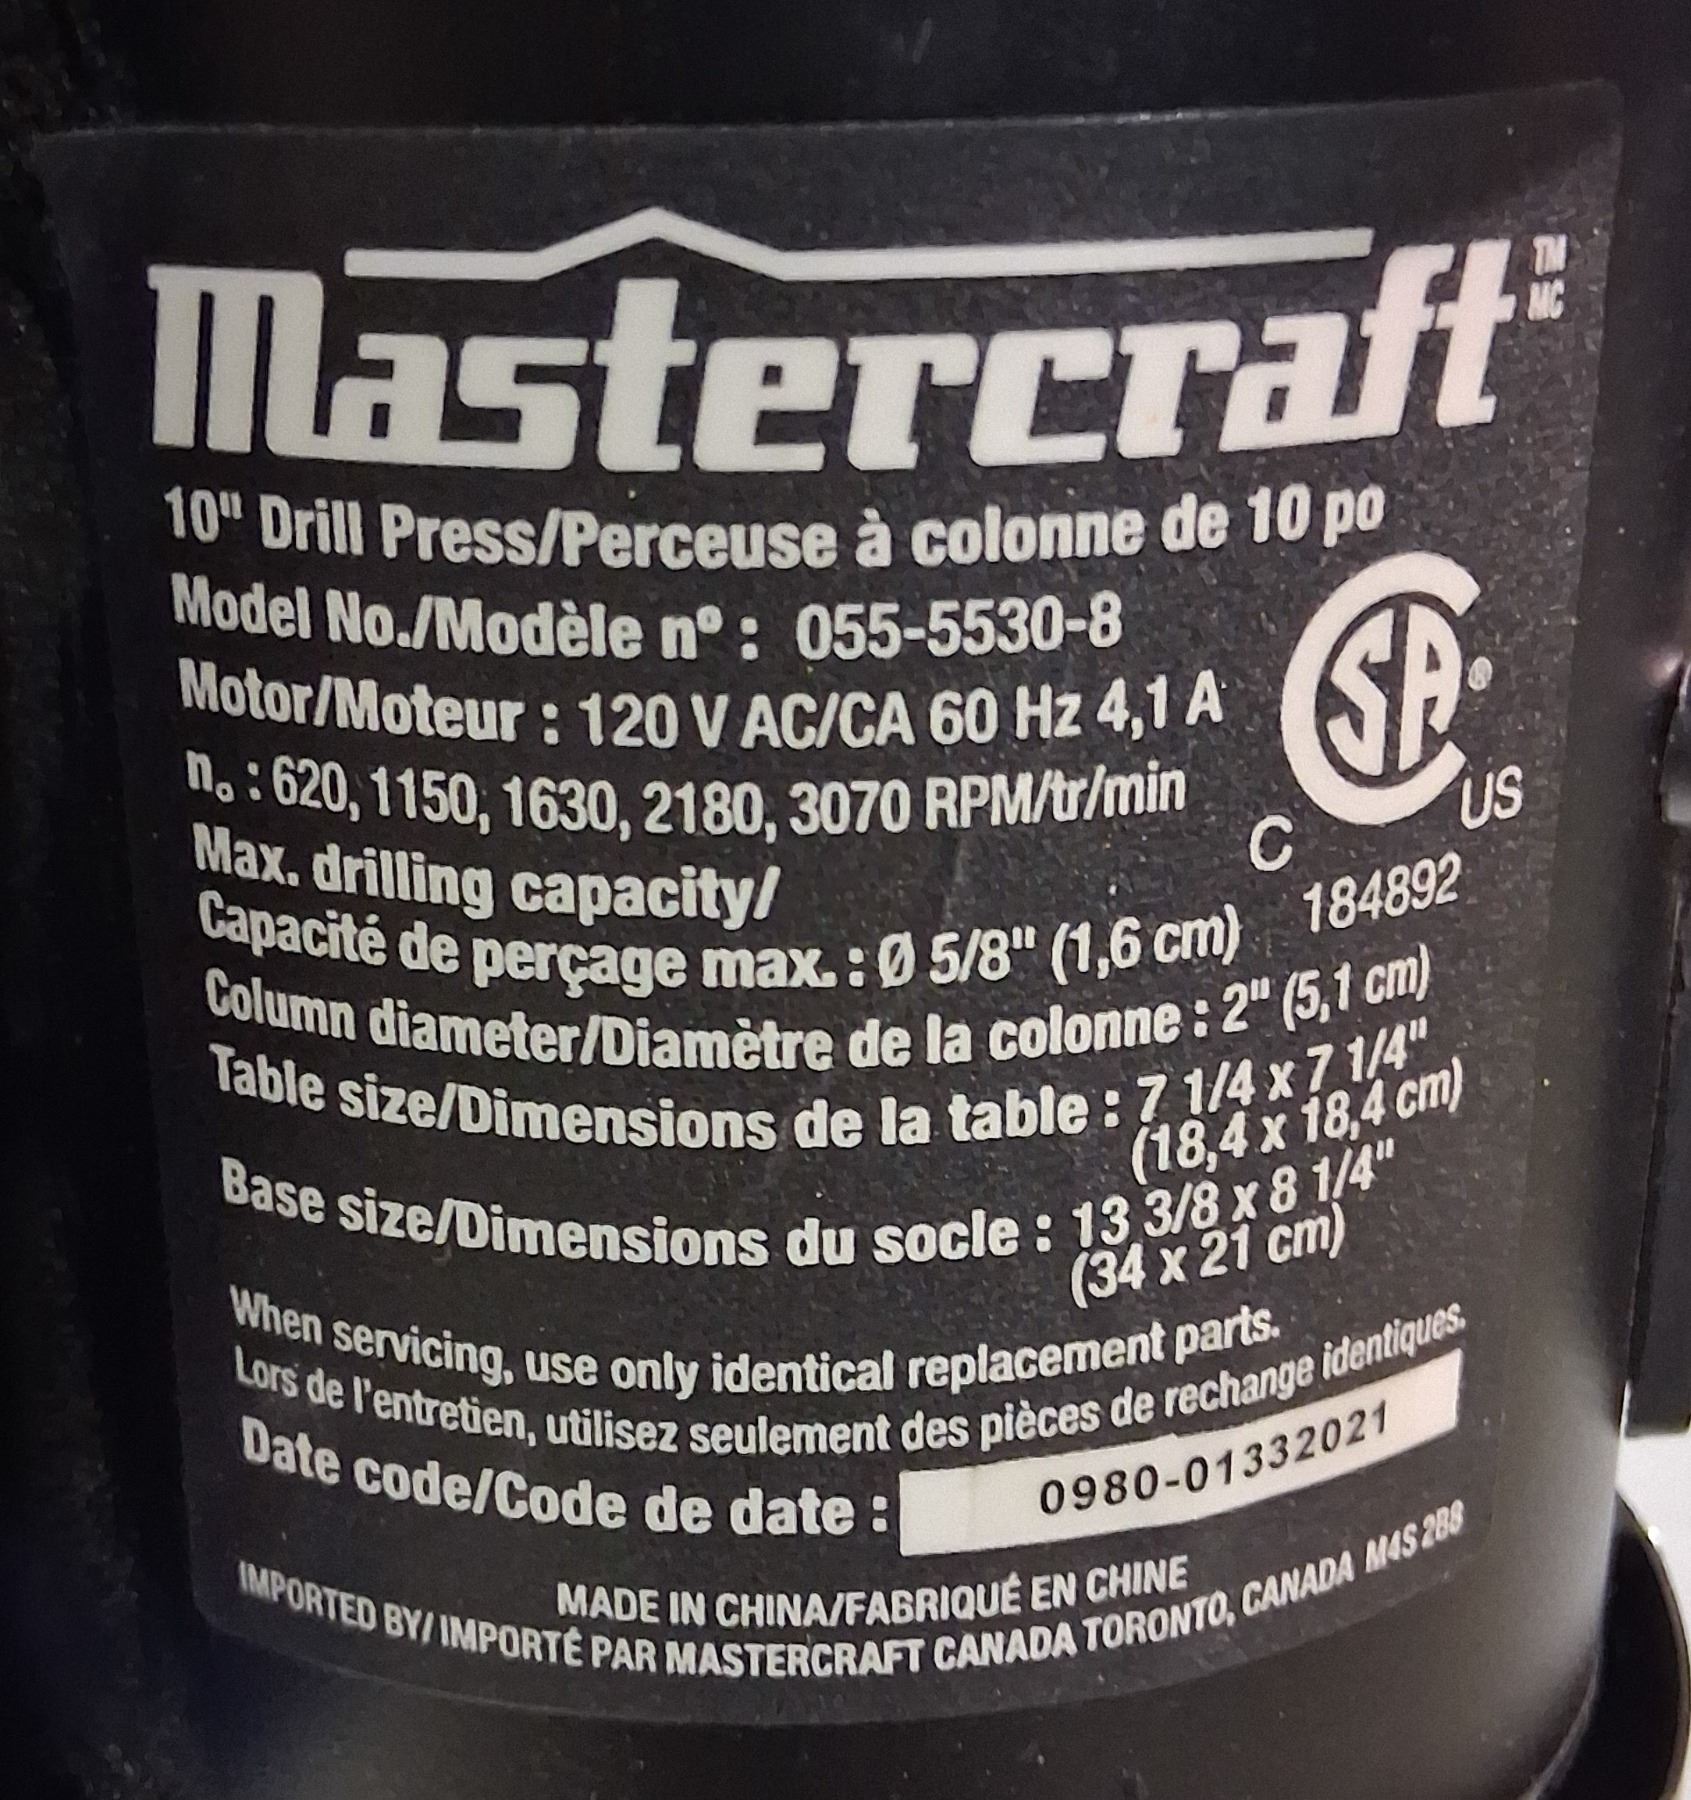 Mastercraft TM MC
10" Drill Press/Perceuse à colonne de 10 po
Model No./Modèle nº : 055-5530-8
Motor/Moteur : 120 V AC/CA 60 Hz 4,1 A
n₀ : 620, 1150, 1630, 2180, 3070 RPM/tr/min
CSA®
C US
184892
Max. drilling capacity/
Capacité de perçage max. : Ø 5/8" (1,6 cm)
Column diameter/Diamètre de la colonne : 2" (5,1 cm)
Table size/Dimensions de la table : 7 1/4 x 7 1/4"
(18,4 x 18,4 cm)
Base size/Dimensions du socle : 13 3/8 x 8 1/4"
(34 x 21 cm)
When servicing, use only identical replacement parts.
Lors de l'entretien, utilisez seulement des pièces de rechange identiques.
Date code/Code de date : 0980-01332021
MADE IN CHINA/FABRIQUÉ EN CHINE
IMPORTED BY/ IMPORTÉ PAR MASTERCRAFT CANADA TORONTO, CANADA M4S 2B8